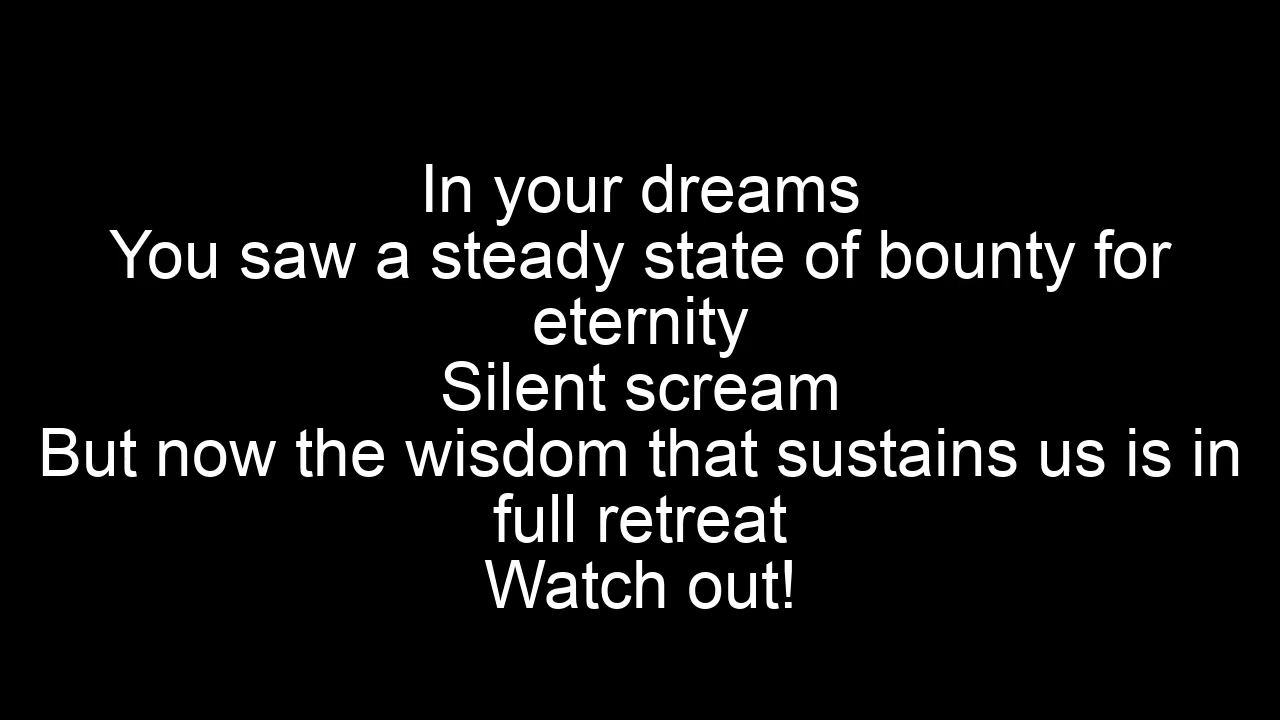 In your dreams
You saw a steady state of bounty for
eternity
Silent scream
But now the wisdom that sustains us is in
full retreat
Watch out!